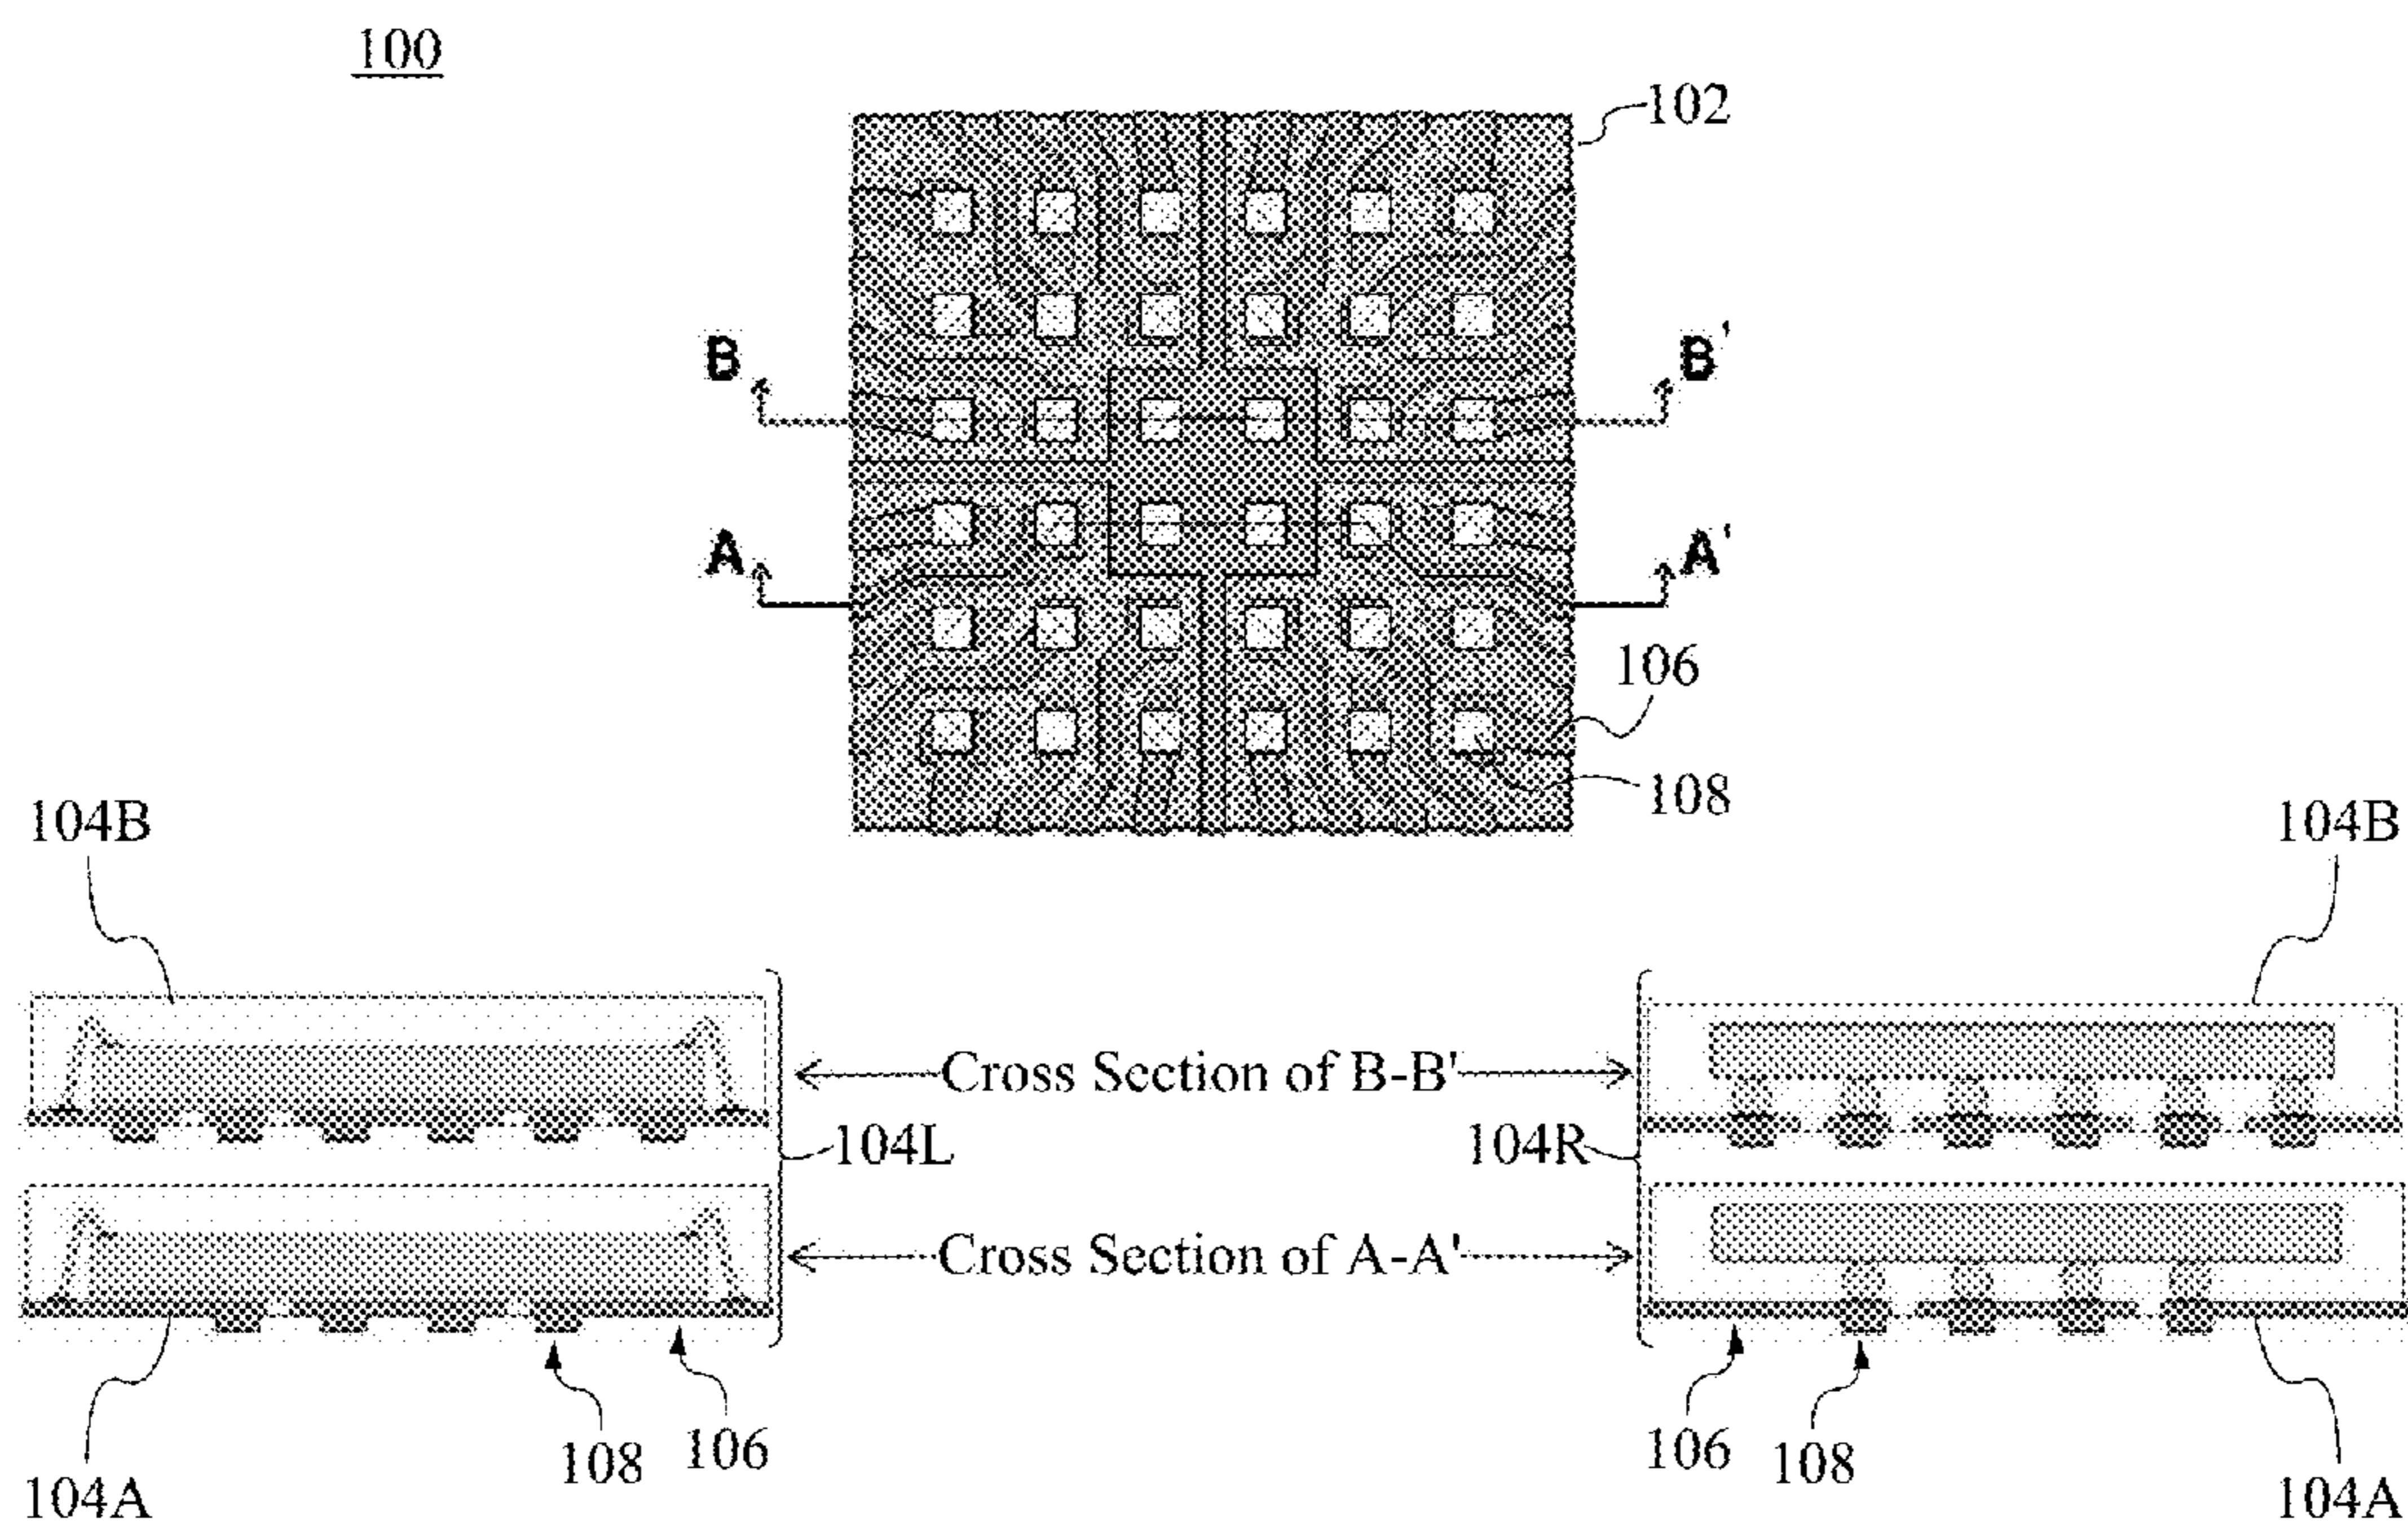 100
102
B B'
A A'
106
108
104B 104B
Cross Section of B-B'
104L 104R
Cross Section of A-A'
108 106 106 108
104A 104A